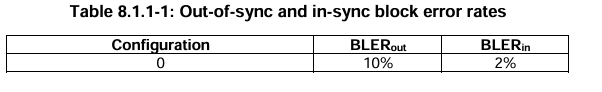 Table 8.1.1-1: Out-of-sync and in-sync block error rates
Configuration BLERout BLERin
0 10% 2%